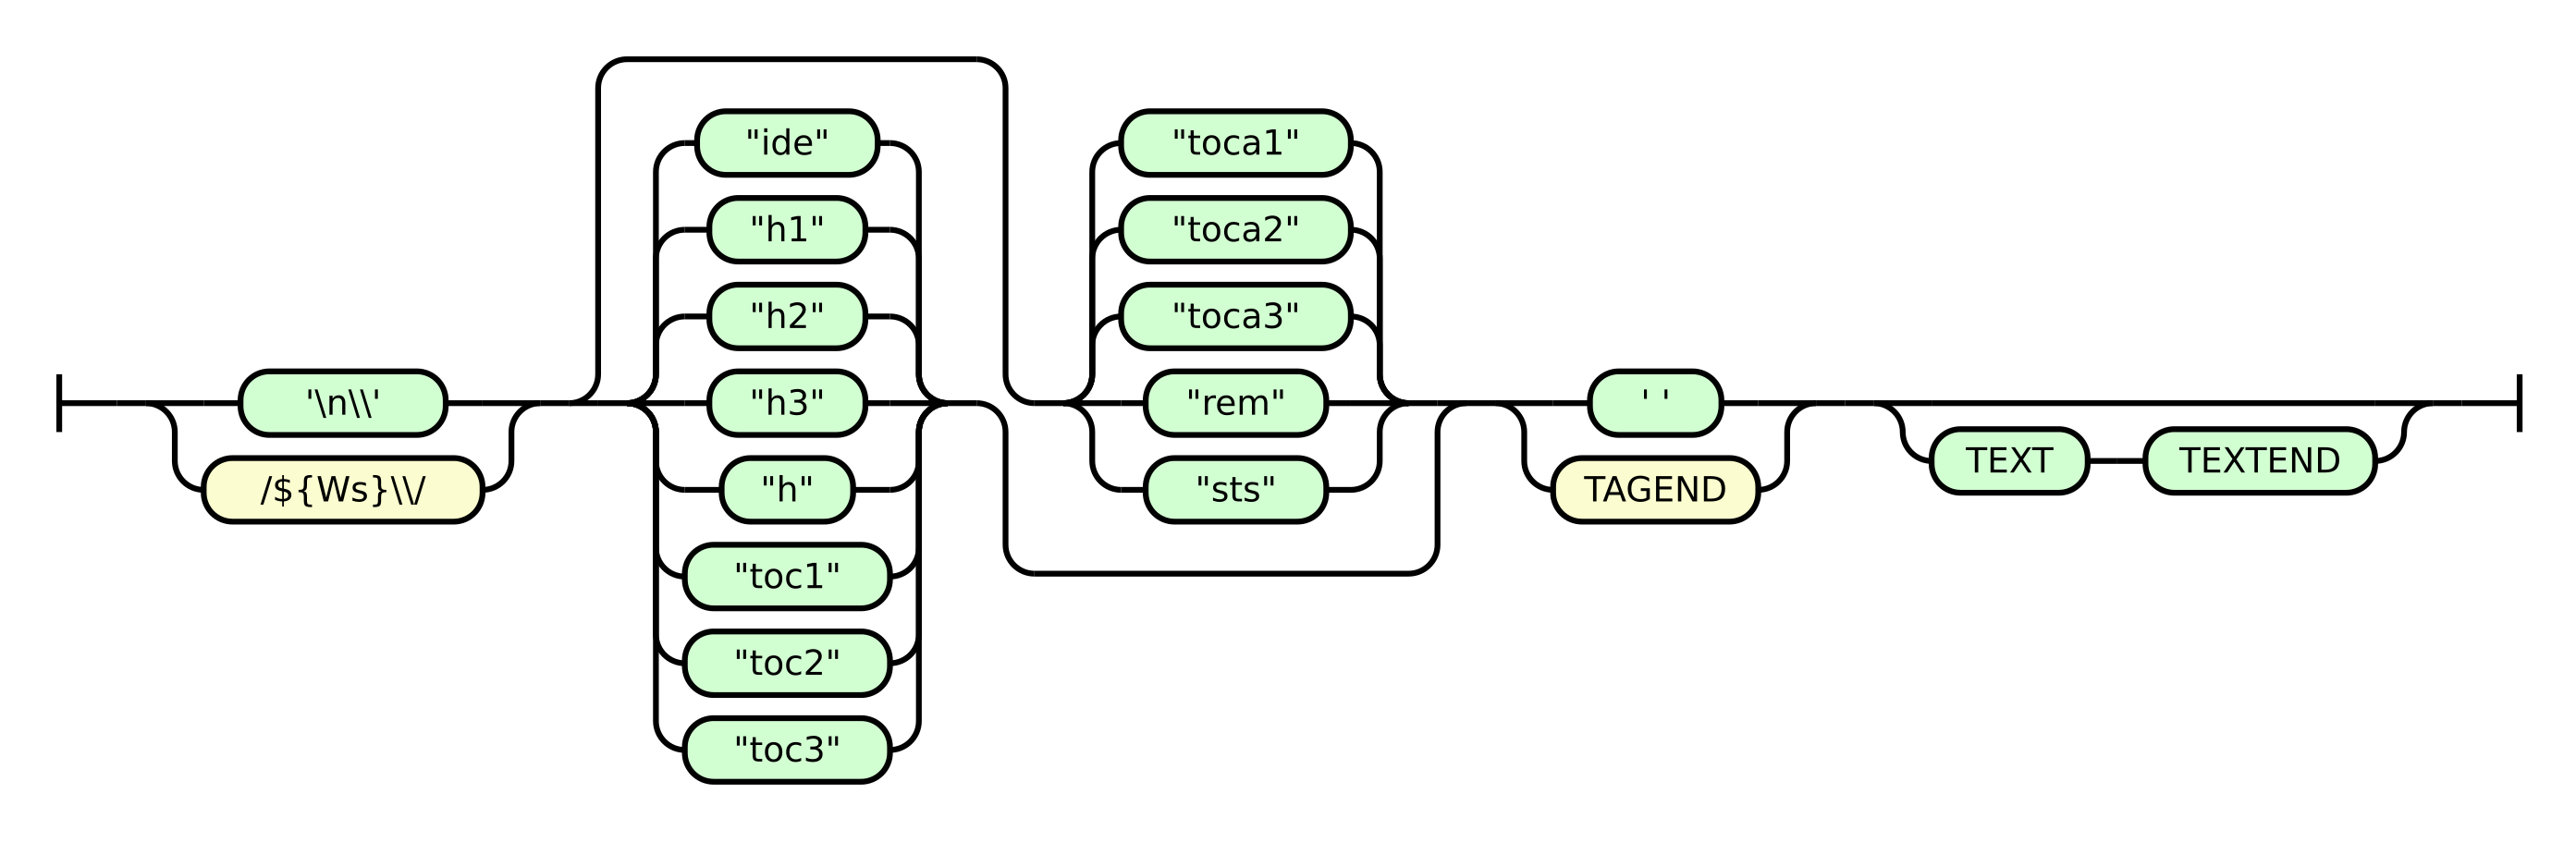 '\n\\'
/${Ws}\\/
"ide"
"h1"
"h2"
"h3"
"h"
"toc1"
"toc2"
"toc3"
"toca1"
"toca2"
"toca3"
"rem"
"sts"
' '
TAGEND
TEXT
TEXTEND